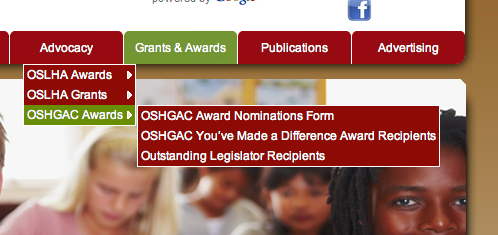 powered by Google
f
Advocacy
Grants & Awards
Publications
Advertising
OSLHA Awards
OSLHA Grants
OSHGAC Awards
OSHGAC Award Nominations Form
OSHGAC You've Made a Difference Award Recipients
Outstanding Legislator Recipients